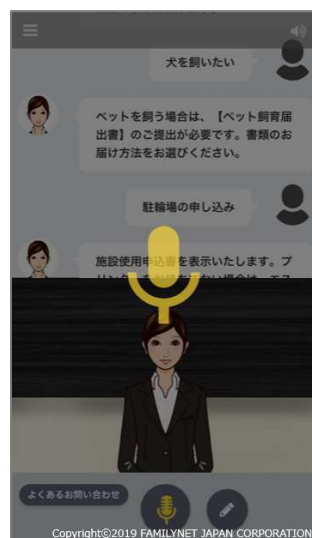 犬を飼いたい
ペットを飼う場合は、【ペット飼育届
出書】のご提出が必要です。書類のお
届け方法をお選びください。
駐輪場の申し込み
施設使用申込書を表示いたします。プ
よくあるお問い合わせ
Copyright©2019 FAMILYNET JAPAN CORPORATION